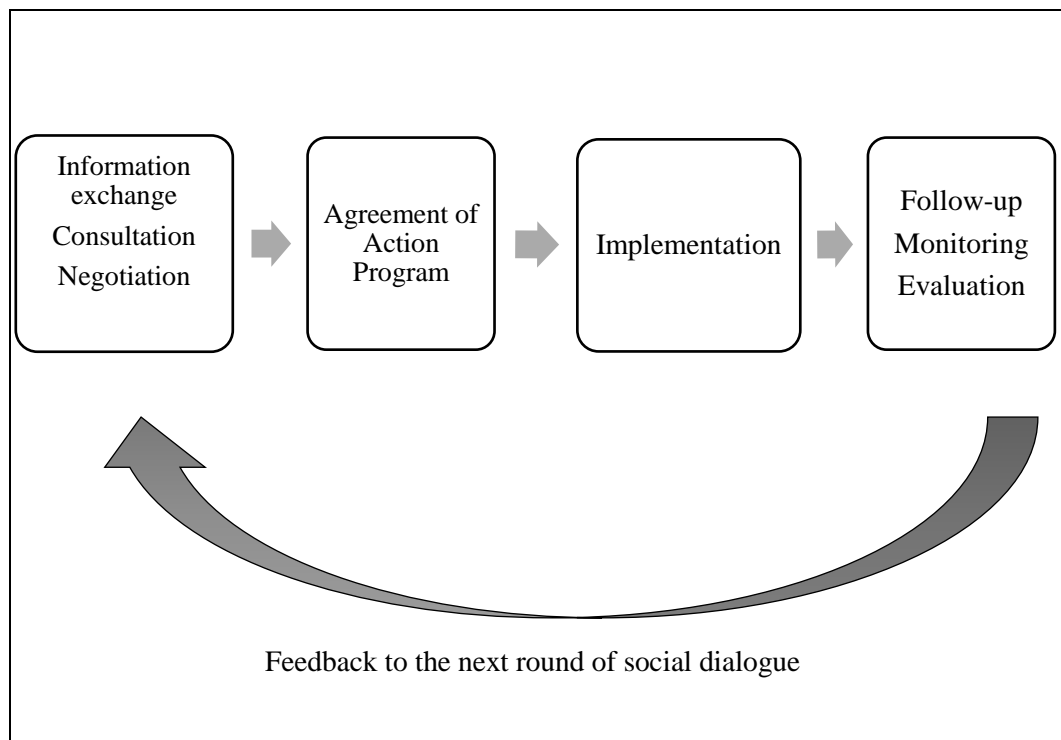 Information
exchange
Consultation
Negotiation
Agreement of
Action
Program
Implementation
Follow-up
Monitoring
Evaluation
Feedback to the next round of social dialogue